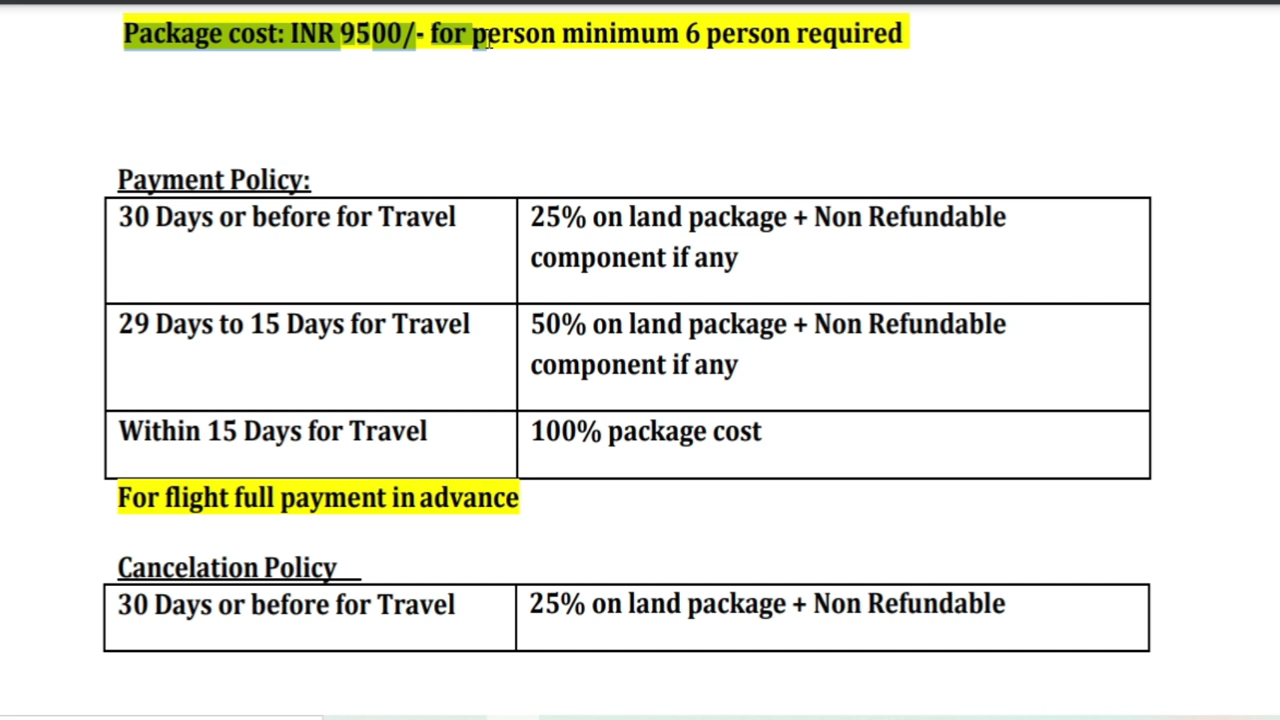 Package cost: INR 9500/- for person minimum 6 person required
Payment Policy:
30 Days or before for Travel
25% on land package + Non Refundable
component if any
29 Days to 15 Days for Travel
50% on land package + Non Refundable
component if any
Within 15 Days for Travel
100% package cost
For flight full payment in advance
Cancelation Policy
30 Days or before for Travel
25% on land package + Non Refundable